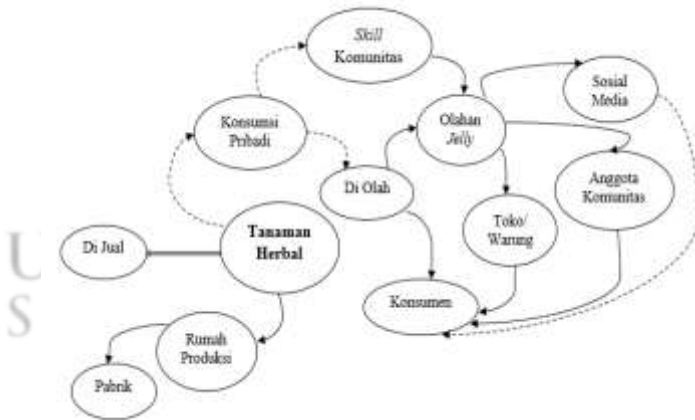 Skill
Komunitas
Sosial
Media
Konsumsi
Pribadi
Olahan
Jelly
Di Olah
Anggota
Komunitas
Tanaman
Herbal
Di Jual
Toko/
Warung
Konsumen
Rumah
Produksi
Pabrik
U
S